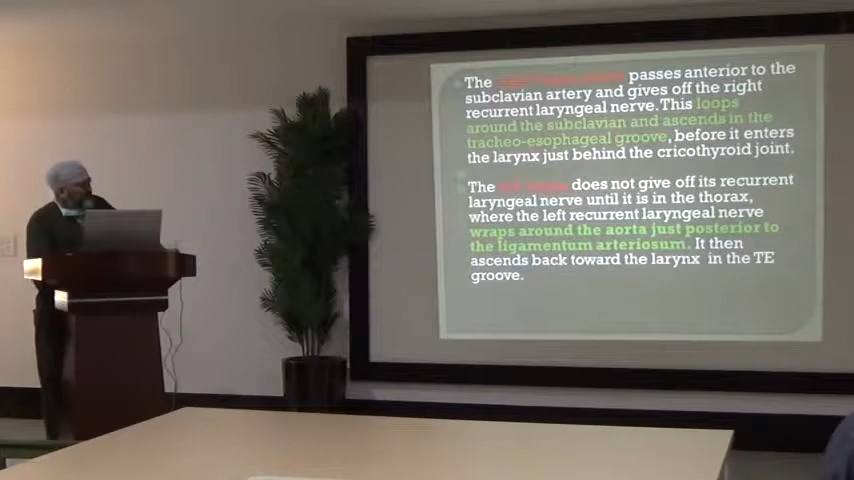 The passes anterior to the
subclavian artery and gives off the right
recurrent laryngeal nerve. This loops
around the subclavian and ascends in the
tracheo-esophageal groove, before it enters
the larynx just behind the cricothyroid joint.
The does not give off its recurrent
laryngeal nerve until it is in the thorax,
where the left recurrent laryngeal nerve
wraps around the aorta just posterior to
the ligamentum arteriosum. It then
ascends back toward the larynx in the TE
groove.